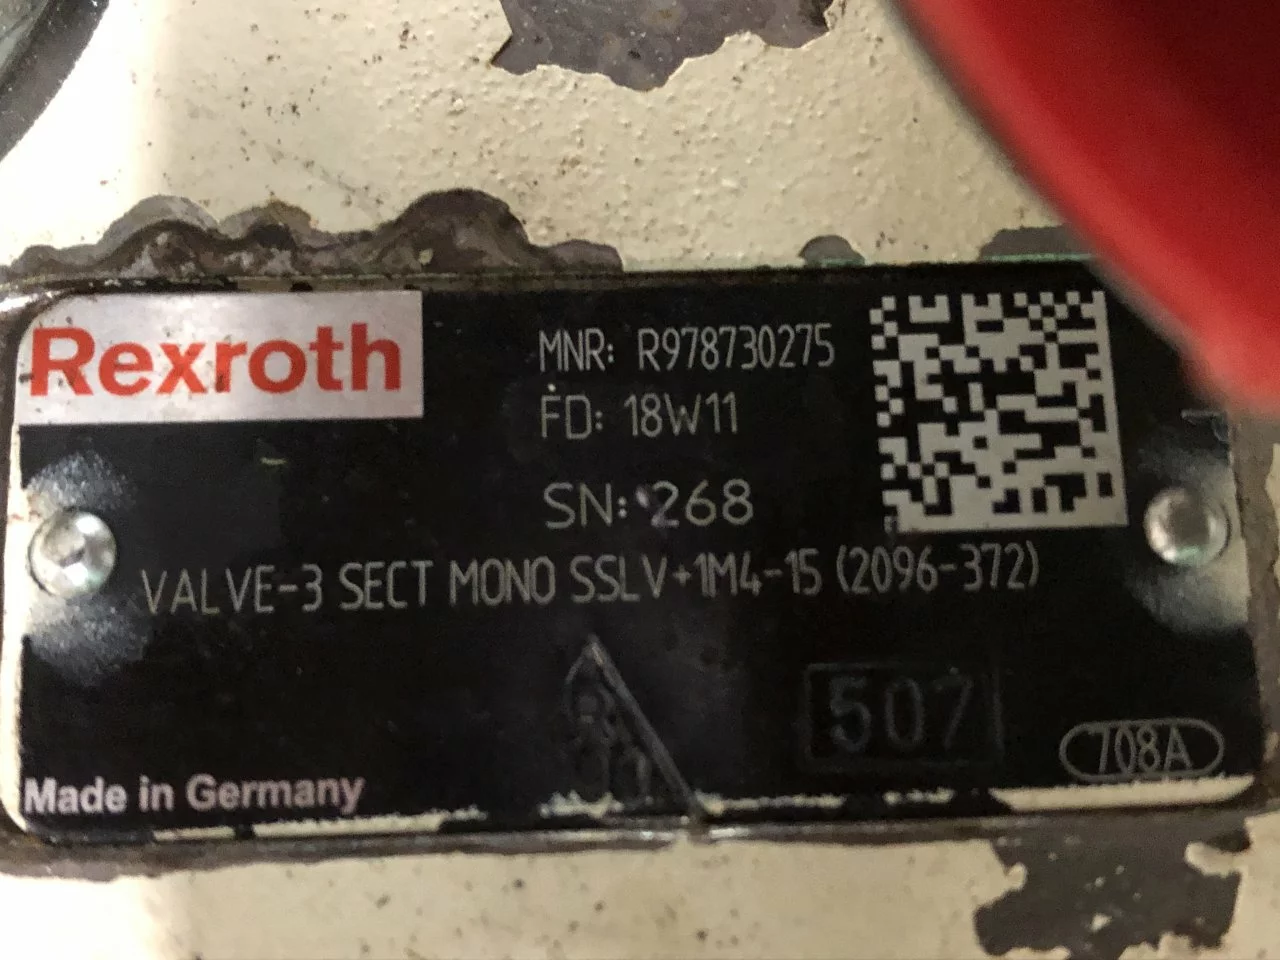 Rexroth
MNR: R978730275
FD: 18W11
SN: 268
VALVE-3 SECT MONO SSLV+1M4-15 (2096-372)
507
708A
Made in Germany